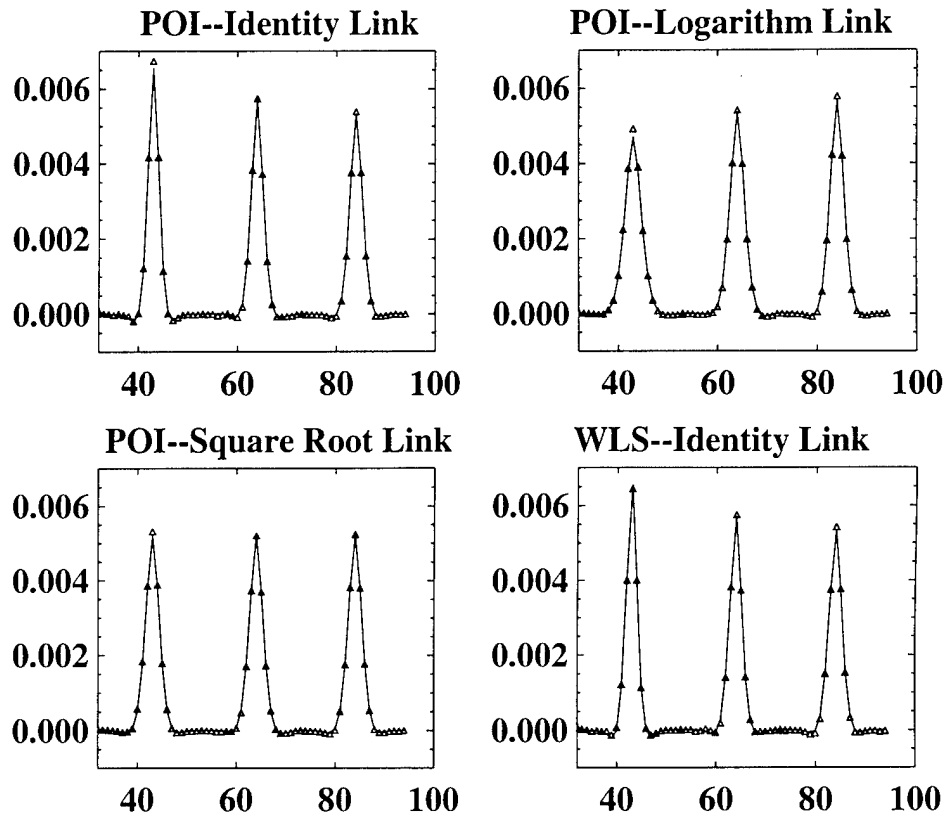 POI--Identity Link
0.006
0.004
0.002
0.000
40 60 80 100
POI--Logarithm Link
0.006
0.004
0.002
0.000
40 60 80 100
POI--Square Root Link
0.006
0.004
0.002
0.000
40 60 80 100
WLS--Identity Link
0.006
0.004
0.002
0.000
40 60 80 100